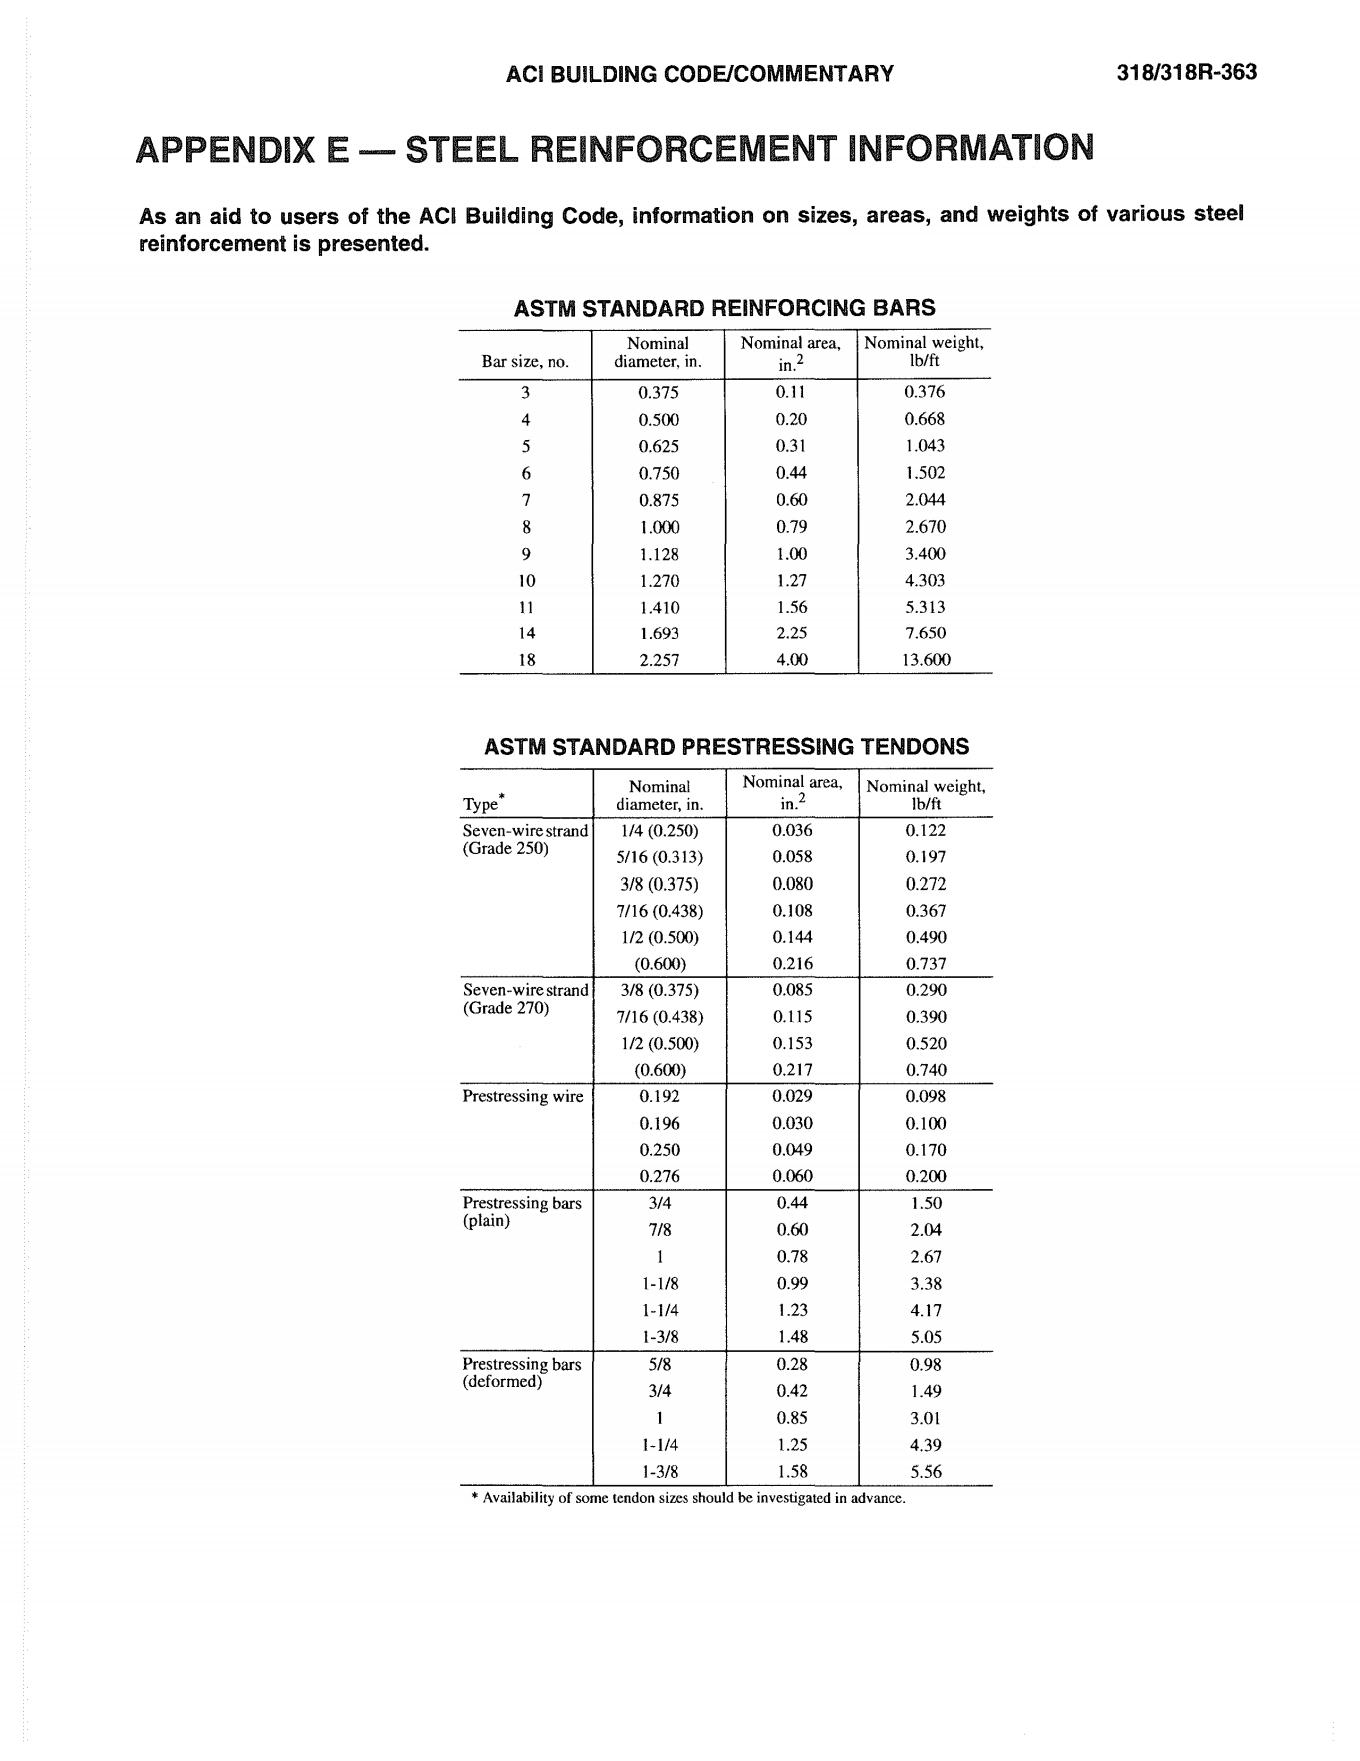 ACI BUILDING CODE/COMMENTARY 318/318R-363
APPENDIX E — STEEL REINFORCEMENT INFORMATION
As an aid to users of the ACI Building Code, information on sizes, areas, and weights of various steel
reinforcement is presented.
ASTM STANDARD REINFORCING BARS
Bar size, no. Nominal diameter, in. Nominal area, in.2 Nominal weight, lb/ft
3 0.375 0.11 0.376
4 0.500 0.20 0.668
5 0.625 0.31 1.043
6 0.750 0.44 1.502
7 0.875 0.60 2.044
8 1.000 0.79 2.670
9 1.128 1.00 3.400
10 1.270 1.27 4.303
11 1.410 1.56 5.313
14 1.693 2.25 7.650
18 2.257 4.00 13.600
ASTM STANDARD PRESTRESSING TENDONS
Type* Nominal diameter, in. Nominal area, in.2 Nominal weight, lb/ft
Seven-wire strand 1/4 (0.250) 0.036 0.122
(Grade 250) 5/16 (0.313) 0.058 0.197
3/8 (0.375) 0.080 0.272
7/16 (0.438) 0.108 0.367
1/2 (0.500) 0.144 0.490
(0.600) 0.216 0.737
Seven-wire strand 3/8 (0.375) 0.085 0.290
(Grade 270) 7/16 (0.438) 0.115 0.390
1/2 (0.500) 0.153 0.520
(0.600) 0.217 0.740
Prestressing wire 0.192 0.029 0.098
0.196 0.030 0.100
0.250 0.049 0.170
0.276 0.060 0.200
Prestressing bars 3/4 0.44 1.50
(plain) 7/8 0.60 2.04
1 0.78 2.67
1-1/8 0.99 3.38
1-1/4 1.23 4.17
1-3/8 1.48 5.05
Prestressing bars 5/8 0.28 0.98
(deformed) 3/4 0.42 1.49
1 0.85 3.01
1-1/4 1.25 4.39
1-3/8 1.58 5.56
* Availability of some tendon sizes should be investigated in advance.